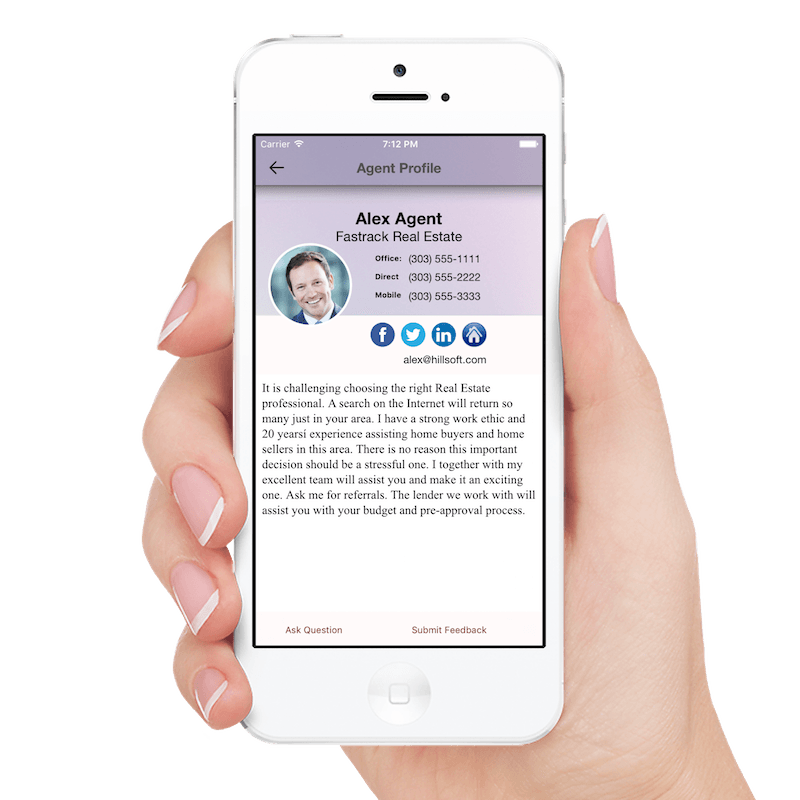 Carrier 7:12 PM
Agent Profile
Alex Agent
Fastrack Real Estate
Office: (303) 555-1111
Direct (303) 555-2222
Mobile (303) 555-3333
f in
alex@hillsoft.com
It is challenging choosing the right Real Estate
professional. A search on the Internet will return so
many just in your area. I have a strong work ethic and
20 yearsí experience assisting home buyers and home
sellers in this area. There is no reason this important
decision should be a stressful one. I together with my
excellent team will assist you and make it an exciting
one. Ask me for referrals. The lender we work with will
assist you with your budget and pre-approval process.
Ask Question Submit Feedback